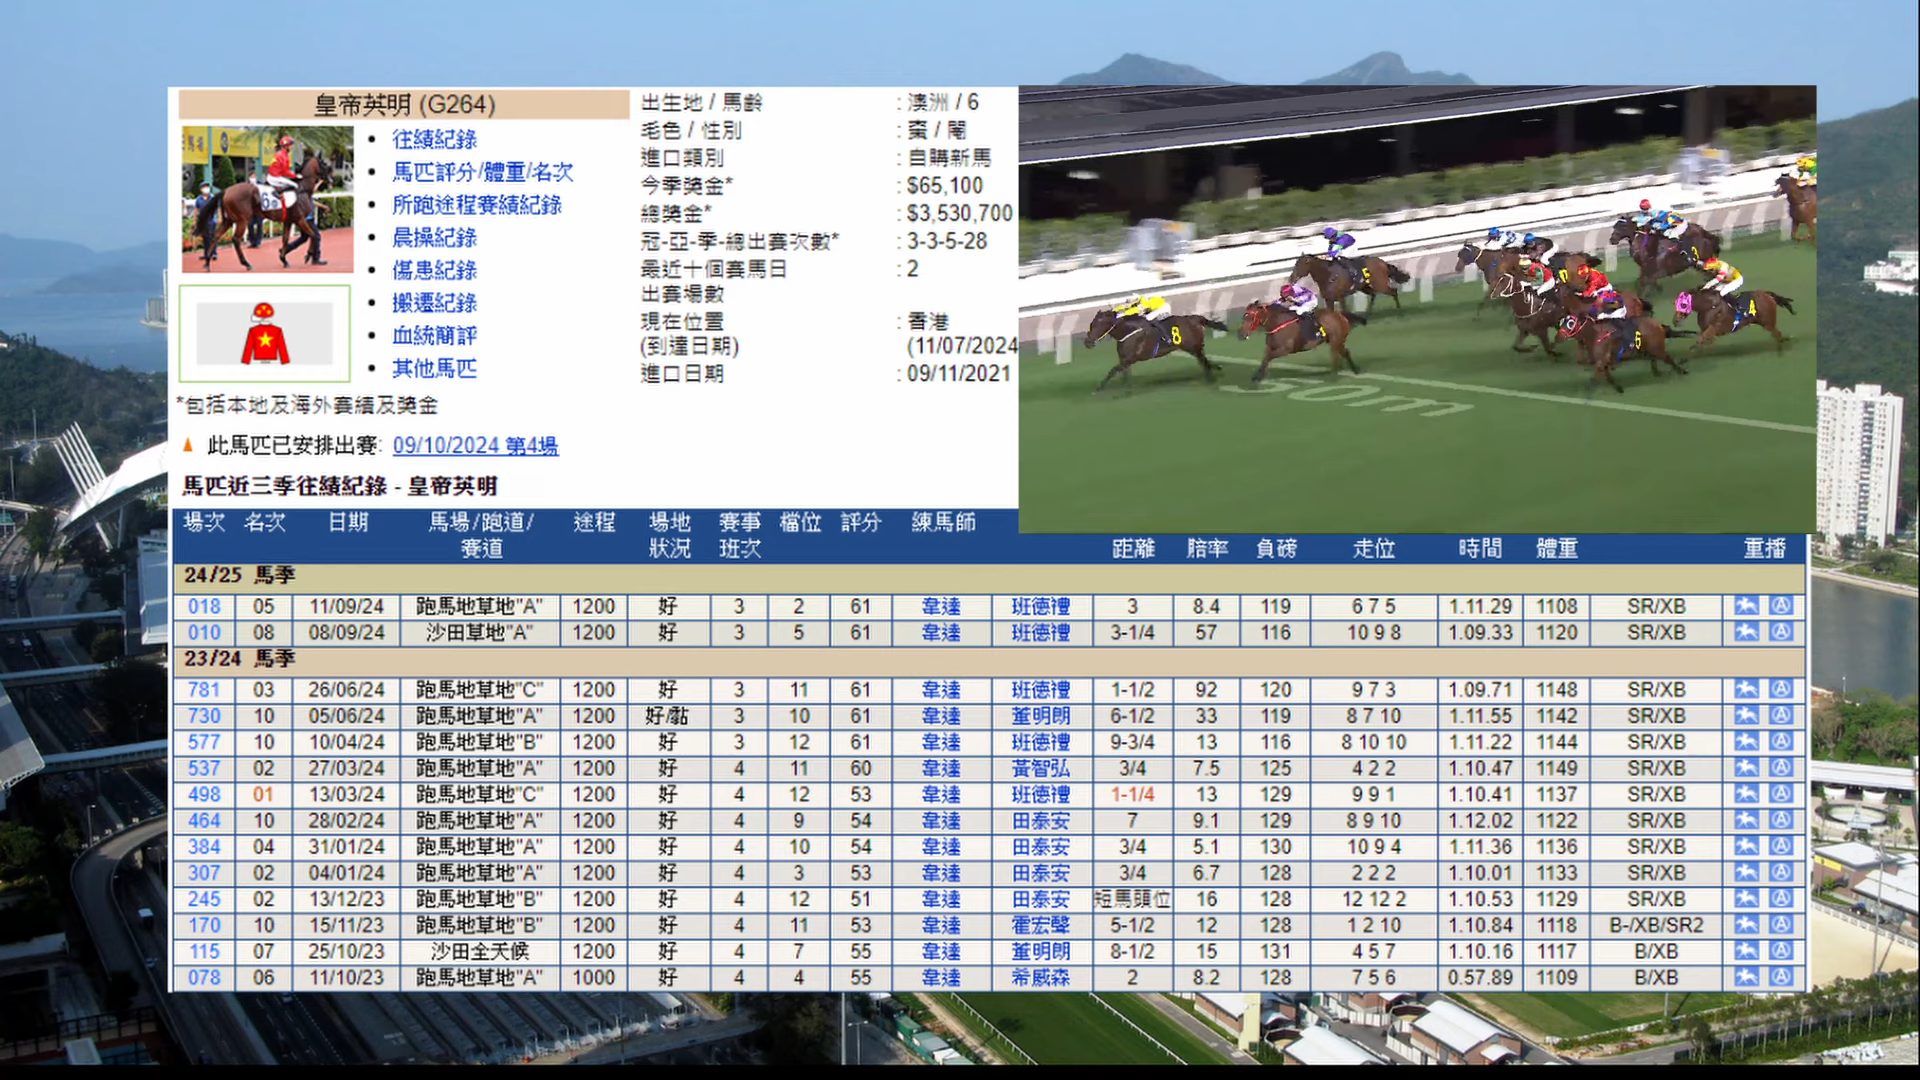 皇帝英明 (G264)
往績紀錄
馬匹評分/體重/名次
所跑途程賽績紀錄
晨操紀錄
傷患紀錄
搬遷紀錄
血統簡評
其他馬匹
*包括本地及海外賽績及獎金
此馬匹已安排出賽: 09/10/2024 第4場
出生地 / 馬齡 : 澳洲 / 6
毛色 / 性別 : 棗 / 閹
進口類別 : 自購新馬
今季獎金* : $65,100
總獎金* : $3,530,700
冠-亞-季-總出賽次數* : 3-3-5-28
最近十個賽馬日 : 2
出賽場數
現在位置 : 香港
(到達日期) (11/07/2024
進口日期 : 09/11/2021
50m
馬匹近三季往績紀錄 - 皇帝英明
場次 名次 日期 馬場/跑道/賽道 途程 場地狀況 賽事班次 檔位 評分 練馬師 距離 賠率 負磅 走位 時間 體重 重播
24/25 馬季
018 05 11/09/24 跑馬地草地"A" 1200 好 3 2 61 韋達 班德禮 3 8.4 119 6 7 5 1.11.29 1108 SR/XB
010 08 08/09/24 沙田草地"A" 1200 好 3 5 61 韋達 班德禮 3-1/4 57 116 10 9 8 1.09.33 1120 SR/XB
23/24 馬季
781 03 26/06/24 跑馬地草地"C" 1200 好 3 11 61 韋達 班德禮 1-1/2 92 120 9 7 3 1.09.71 1148 SR/XB
730 10 05/06/24 跑馬地草地"A" 1200 好/黏 3 10 61 韋達 董明朗 6-1/2 33 119 8 7 10 1.11.55 1142 SR/XB
577 10 10/04/24 跑馬地草地"B" 1200 好 3 12 61 韋達 班德禮 9-3/4 13 116 8 10 10 1.11.22 1144 SR/XB
537 02 27/03/24 跑馬地草地"A" 1200 好 4 11 60 韋達 黃智弘 3/4 7.5 125 4 2 2 1.10.47 1149 SR/XB
498 01 13/03/24 跑馬地草地"C" 1200 好 4 12 53 韋達 班德禮 1-1/4 13 129 9 9 1 1.10.41 1137 SR/XB
464 10 28/02/24 跑馬地草地"A" 1200 好 4 9 54 韋達 田泰安 7 9.1 129 8 9 10 1.12.02 1122 SR/XB
384 04 31/01/24 跑馬地草地"A" 1200 好 4 10 54 韋達 田泰安 3/4 5.1 130 10 9 4 1.11.36 1136 SR/XB
307 02 04/01/24 跑馬地草地"A" 1200 好 4 3 53 韋達 田泰安 3/4 6.7 128 2 2 2 1.10.01 1133 SR/XB
245 02 13/12/23 跑馬地草地"B" 1200 好 4 12 51 韋達 田泰安 短馬頭位 16 128 12 12 2 1.10.53 1129 SR/XB
170 10 15/11/23 跑馬地草地"B" 1200 好 4 11 53 韋達 霍宏聲 5-1/2 12 128 1 2 10 1.10.84 1118 B-/XB/SR2
115 07 25/10/23 沙田全天候 1200 好 4 7 55 韋達 董明朗 8-1/2 15 131 4 5 7 1.10.16 1117 B/XB
078 06 11/10/23 跑馬地草地"A" 1000 好 4 4 55 韋達 希威森 2 8.2 128 7 5 6 0.57.89 1109 B/XB